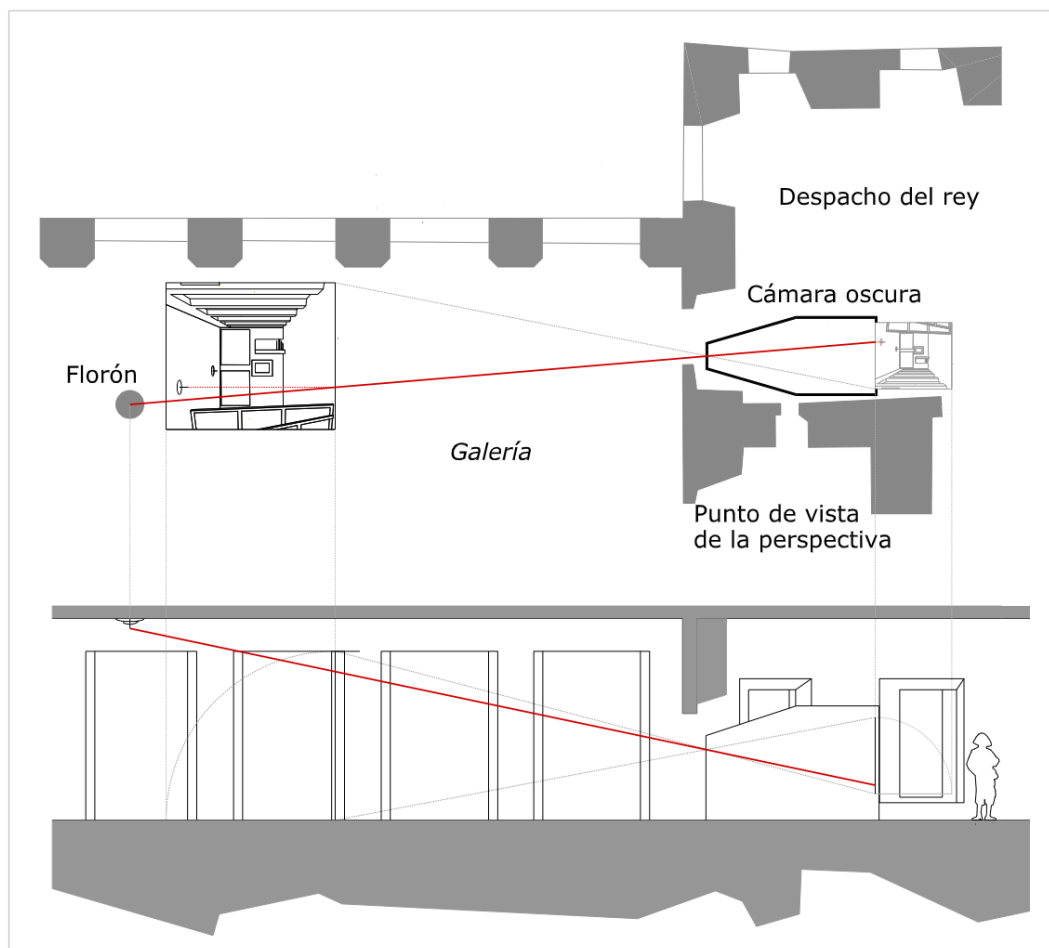 Despacho del rey
Cámara oscura
Florón
Galería
Punto de vista
de la perspectiva